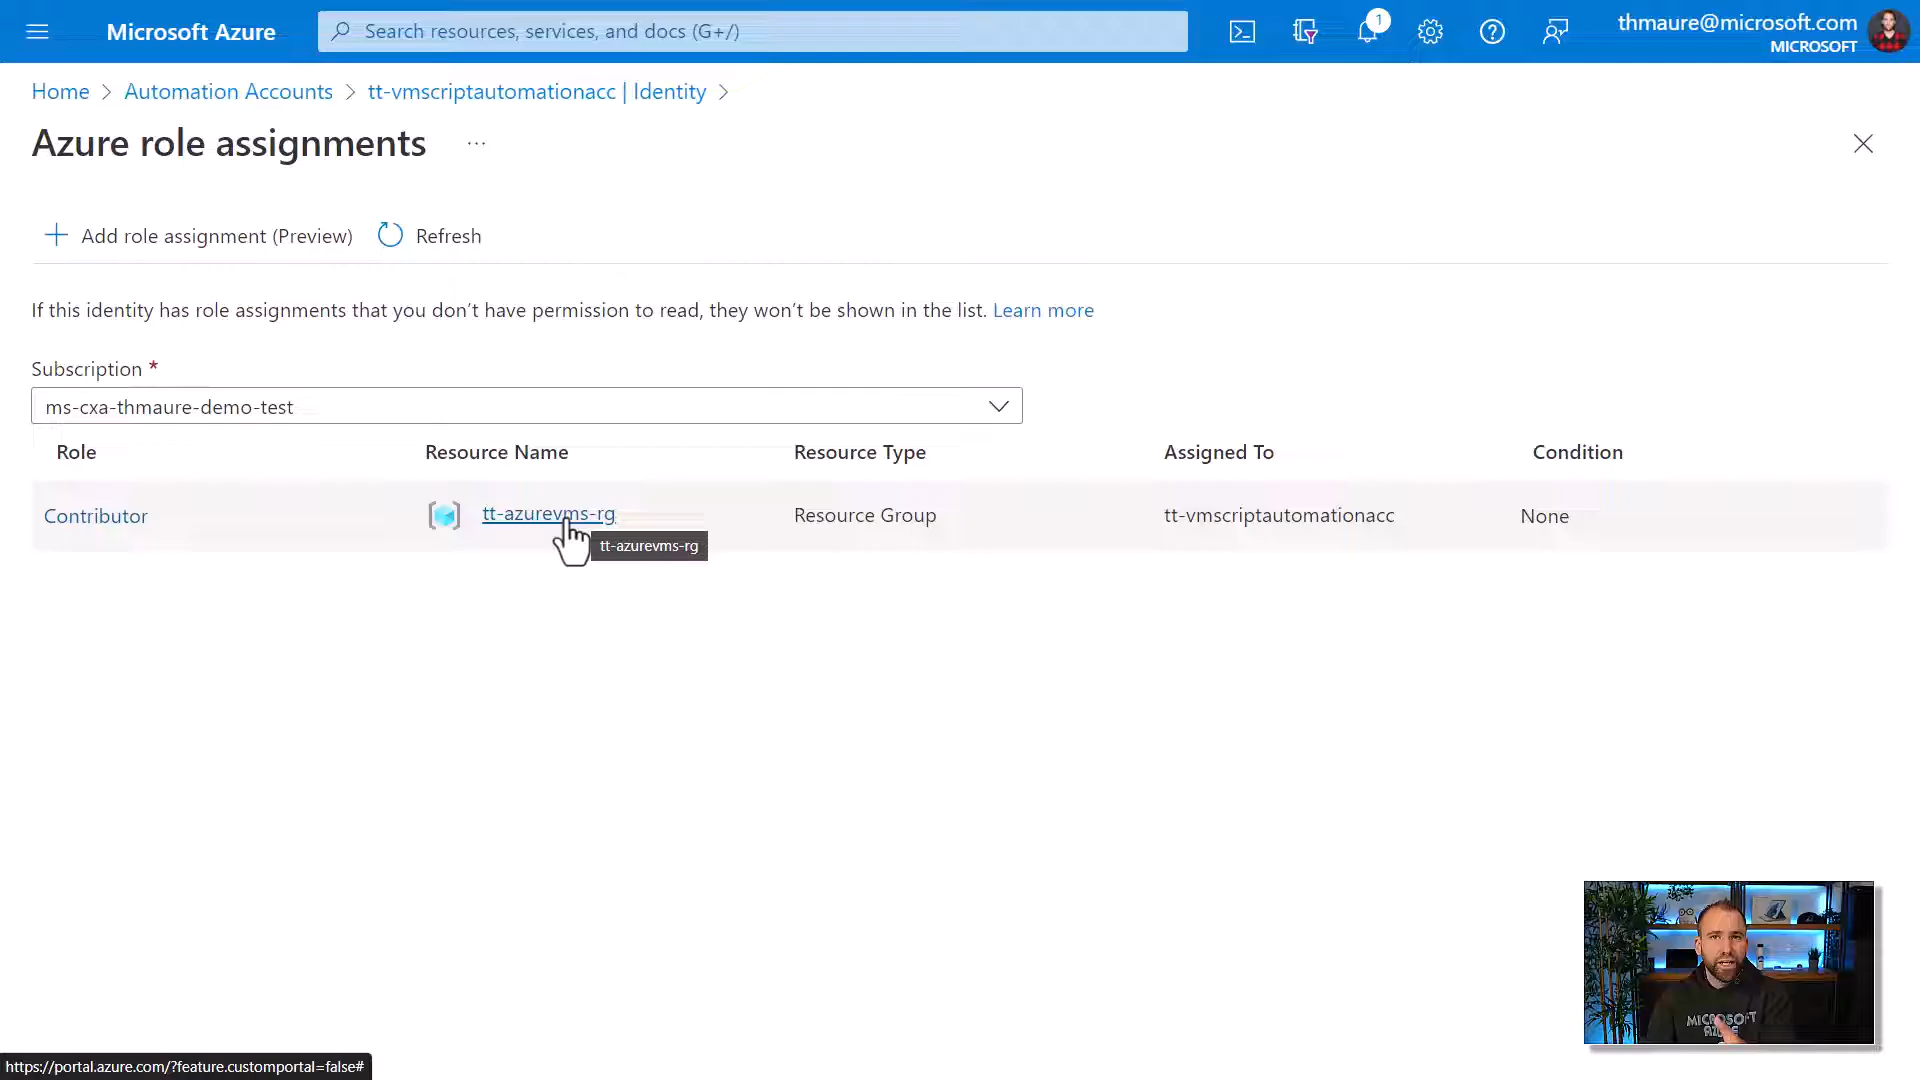 Microsoft Azure
Search resources, services, and docs (G+/)
1
thmaure@microsoft.com
MICROSOFT
Home > Automation Accounts > tt-vmscriptautomationacc | Identity >
Azure role assignments ...
Add role assignment (Preview) Refresh
If this identity has role assignments that you don't have permission to read, they won't be shown in the list. Learn more
Subscription *
ms-cxa-thmaure-demo-test
Role Resource Name Resource Type Assigned To Condition
Contributor tt-azurevms-rg Resource Group tt-vmscriptautomationacc None
tt-azurevms-rg
MICROSOFT
AZURE
https://portal.azure.com/?feature.customportal=false#